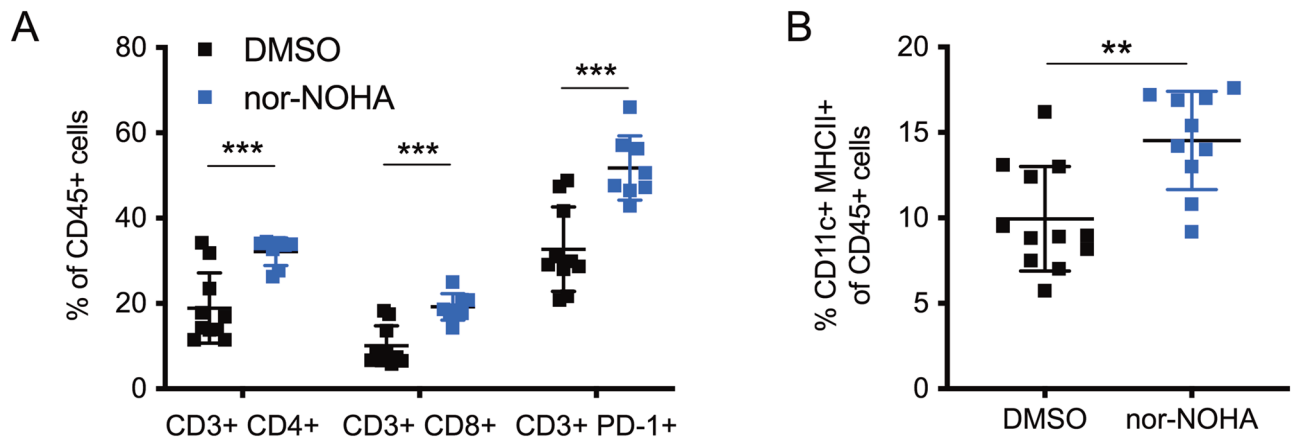 A
DMSO
nor-NOHA
% of CD45+ cells
80
60
40
20
0
***
***
***
CD3+ CD4+
CD3+ CD8+
CD3+ PD-1+
B
% CD11c+ MHCII+
of CD45+ cells
20
15
10
5
0
**
DMSO
nor-NOHA